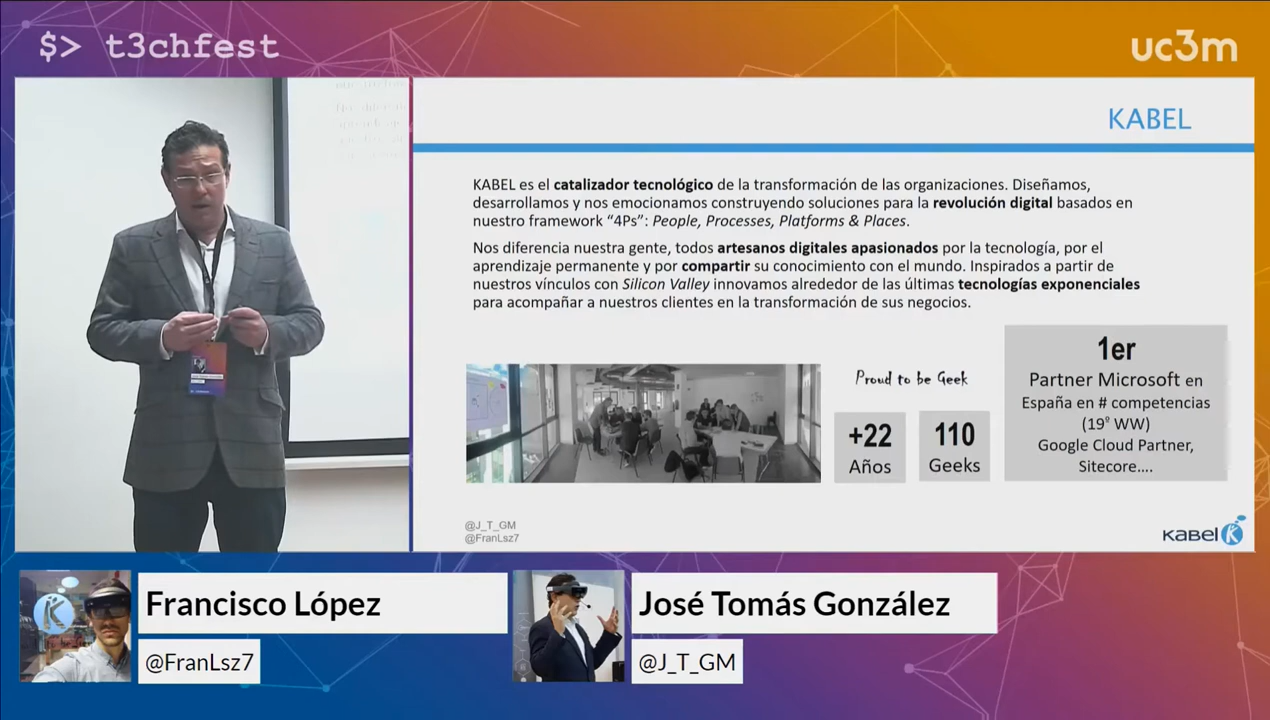 $> t3chfest
uc3m
KABEL
KABEL es el catalizador tecnológico de la transformación de las organizaciones. Diseñamos,
desarrollamos y nos emocionamos construyendo soluciones para la revolución digital basados en
nuestro framework “4Ps”: People, Processes, Platforms & Places.
Nos diferencia nuestra gente, todos artesanos digitales apasionados por la tecnología, por el
aprendizaje permanente y por compartir su conocimiento con el mundo. Inspirados a partir de
nuestros vínculos con Silicon Valley innovamos alrededor de las últimas tecnologías exponenciales
para acompañar a nuestros clientes en la transformación de sus negocios.
Proud to be Geek
+22
Años
110
Geeks
1er
Partner Microsoft en
España en # competencias
(19º WW)
Google Cloud Partner,
Sitecore....
@J_T_GM
@FranLsz7
KABEL
Francisco López
@FranLsz7
José Tomás González
@J_T_GM